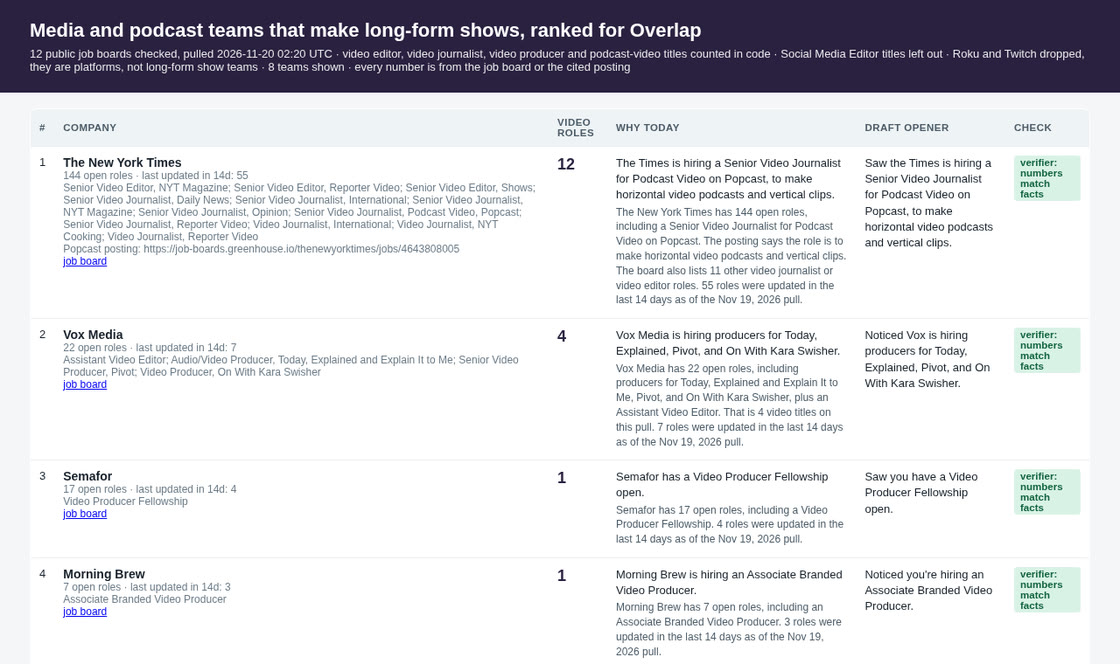 Media and podcast teams that make long-form shows, ranked for Overlap
12 public job boards checked, pulled 2026-11-20 02:20 UTC · video editor, video journalist, video producer and podcast-video titles counted in code · Social Media Editor titles left out · Roku and Twitch dropped,
they are platforms, not long-form show teams · 8 teams shown · every number is from the job board or the cited posting
# COMPANY VIDEO ROLES WHY TODAY DRAFT OPENER CHECK
1
The New York Times
144 open roles · last updated in 14d: 55
Senior Video Editor, NYT Magazine; Senior Video Editor, Reporter Video; Senior Video Editor, Shows;
Senior Video Journalist, Daily News; Senior Video Journalist, International; Senior Video Journalist,
NYT Magazine; Senior Video Journalist, Opinion; Senior Video Journalist, Podcast Video, Popcast;
Senior Video Journalist, Reporter Video; Video Journalist, International; Video Journalist, NYT
Cooking; Video Journalist, Reporter Video
Popcast posting: https://job-boards.greenhouse.io/thenewyorktimes/jobs/4643808005
job board
12
The Times is hiring a Senior Video Journalist
for Podcast Video on Popcast, to make
horizontal video podcasts and vertical clips.
The New York Times has 144 open roles,
including a Senior Video Journalist for Podcast
Video on Popcast. The posting says the role is to
make horizontal video podcasts and vertical clips.
The board also lists 11 other video journalist or
video editor roles. 55 roles were updated in the
last 14 days as of the Nov 19, 2026 pull.
Saw the Times is hiring a
Senior Video Journalist
for Podcast Video on
Popcast, to make
horizontal video podcasts
and vertical clips.
verifier:
numbers
match
facts
2
Vox Media
22 open roles · last updated in 14d: 7
Assistant Video Editor; Audio/Video Producer, Today, Explained and Explain It to Me; Senior Video
Producer, Pivot; Video Producer, On With Kara Swisher
job board
4
Vox Media is hiring producers for Today,
Explained, Pivot, and On With Kara Swisher.
Vox Media has 22 open roles, including
producers for Today, Explained and Explain It to
Me, Pivot, and On With Kara Swisher, plus an
Assistant Video Editor. That is 4 video titles on
this pull. 7 roles were updated in the last 14 days
as of the Nov 19, 2026 pull.
Noticed Vox is hiring
producers for Today,
Explained, Pivot, and On
With Kara Swisher.
verifier:
numbers
match
facts
3
Semafor
17 open roles · last updated in 14d: 4
Video Producer Fellowship
job board
1
Semafor has a Video Producer Fellowship
open.
Semafor has 17 open roles, including a Video
Producer Fellowship. 4 roles were updated in the
last 14 days as of the Nov 19, 2026 pull.
Saw you have a Video
Producer Fellowship
open.
verifier:
numbers
match
facts
4
Morning Brew
7 open roles · last updated in 14d: 3
Associate Branded Video Producer
job board
1
Morning Brew is hiring an Associate Branded
Video Producer.
Morning Brew has 7 open roles, including an
Associate Branded Video Producer. 3 roles were
updated in the last 14 days as of the Nov 19,
2026 pull.
Noticed you're hiring an
Associate Branded Video
Producer.
verifier:
numbers
match
facts